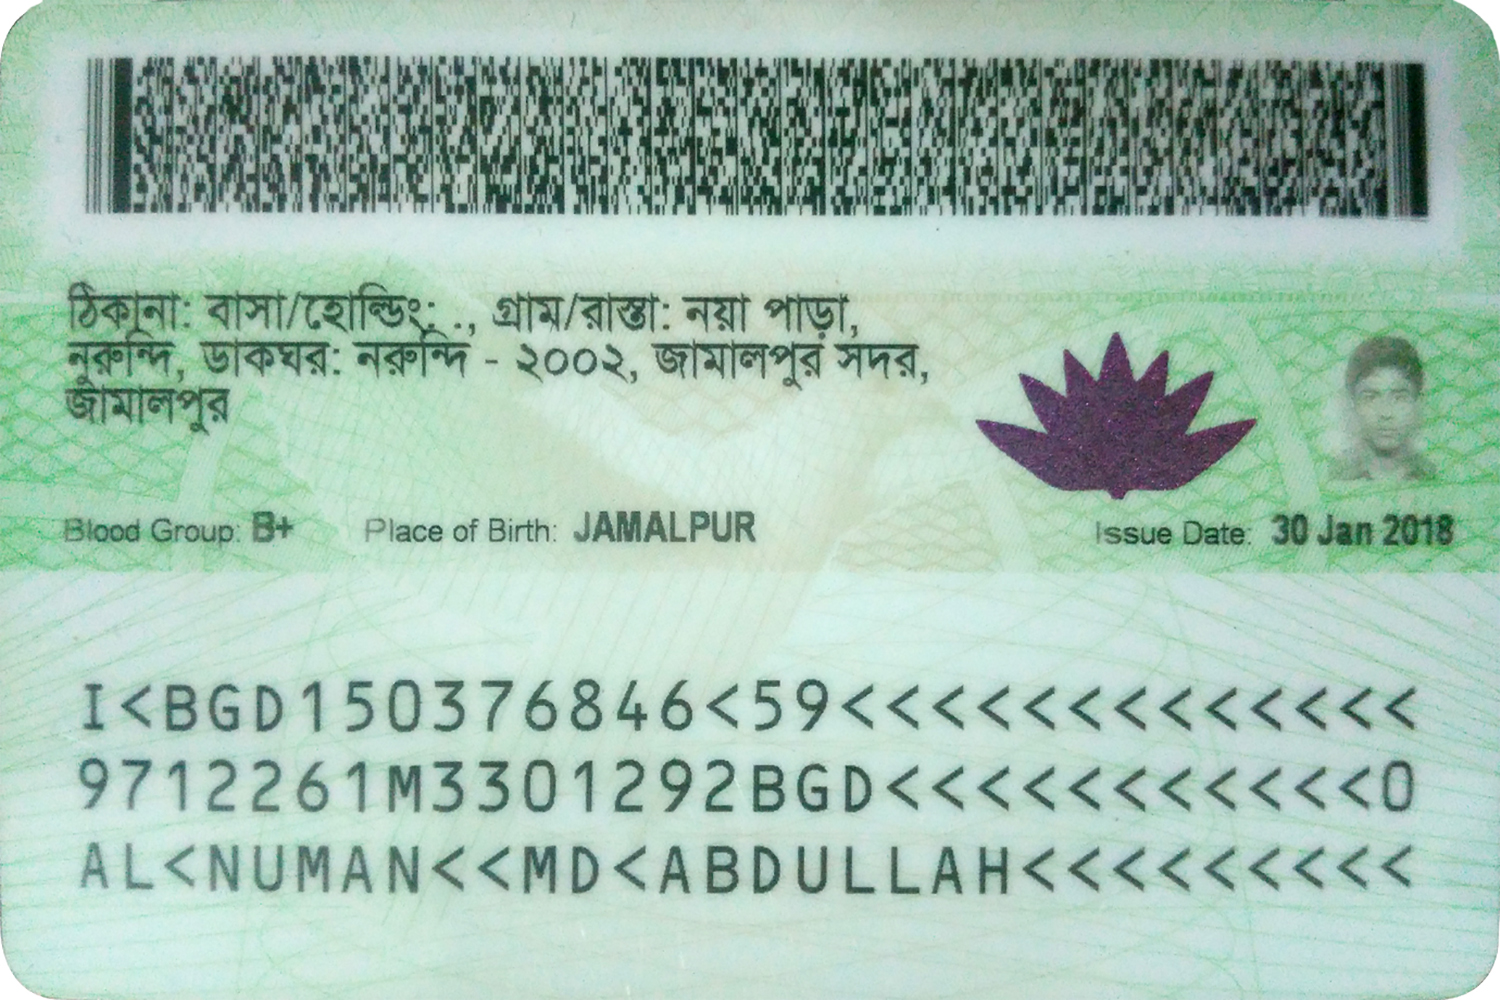 ঠিকানা: বাসা/হোল্ডিং: ., গ্রাম/রাস্তা: নয়া পাড়া,
নুরুন্দি, ডাকঘর: নরুন্দি - ২০০২, জামালপুর সদর,
জামালপুর
Blood Group: B+ Place of Birth: JAMALPUR Issue Date: 30 Jan 2018
I<BGD150376846<59<<<<<<<<<<<<<
9712261M3301292BGD<<<<<<<<<<<0
AL<NUMAN<<MD<ABDULLAH<<<<<<<<<